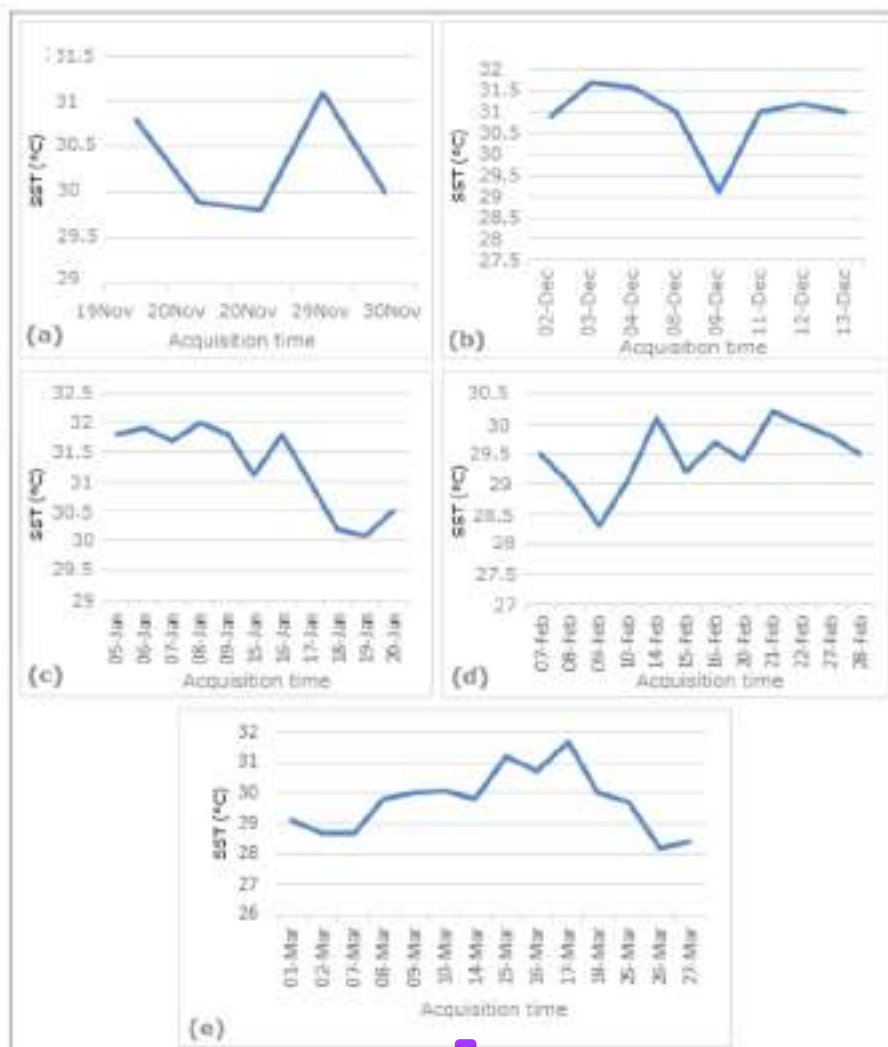 31.5
31
30.5
30
29.5
29
SST (°C)
19Nov 20Nov 20Nov 29Nov 30Nov
Acquisition time
(a)
32
31.5
31
30.5
30
29.5
29
28.5
28
27.5
SST (°C)
02-Dec 03-Dec 04-Dec 08-Dec 09-Dec 11-Dec 12-Dec 13-Dec
Acquisition time
(b)
32.5
32
31.5
31
30.5
30
29.5
29
SST (°C)
05-Jan 06-Jan 07-Jan 08-Jan 09-Jan 15-Jan 16-Jan 17-Jan 18-Jan 19-Jan 20-Jan
Acquisition time
(c)
30.5
30
29.5
29
28.5
28
27.5
27
SST (°C)
07-Feb 08-Feb 09-Feb 10-Feb 14-Feb 15-Feb 16-Feb 20-Feb 21-Feb 22-Feb 27-Feb 28-Feb
Acquisition time
(d)
32
31
30
29
28
27
26
SST (°C)
01-Mar 02-Mar 07-Mar 08-Mar 09-Mar 10-Mar 14-Mar 15-Mar 16-Mar 17-Mar 18-Mar 25-Mar 26-Mar 27-Mar
Acquisition time
(e)